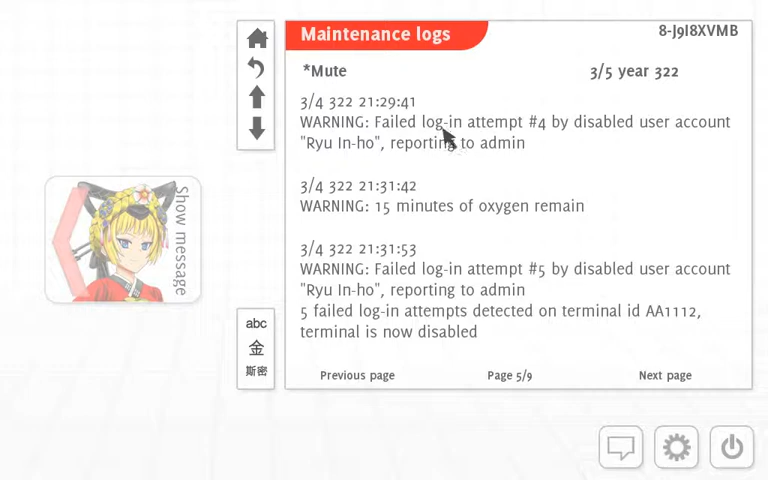 Maintenance logs
8-J9I8XVMB
*Mute
3/5 year 322
3/4 322 21:29:41
WARNING: Failed log-in attempt #4 by disabled user account
"Ryu In-ho", reporting to admin
3/4 322 21:31:42
WARNING: 15 minutes of oxygen remain
3/4 322 21:31:53
WARNING: Failed log-in attempt #5 by disabled user account
"Ryu In-ho", reporting to admin
5 failed log-in attempts detected on terminal id AA1112,
terminal is now disabled
Previous page
Page 5/9
Next page
Show message
abc
金
斯密